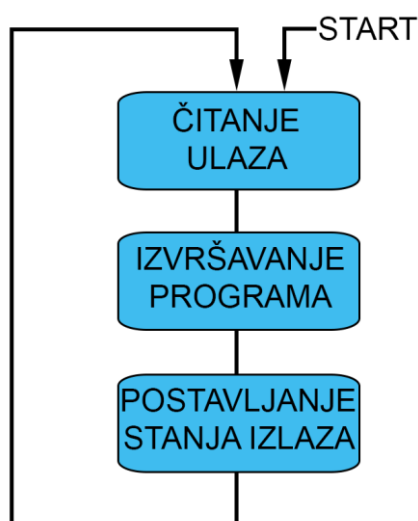 START
ČITANJE
ULAZA
IZVRŠAVANJE
PROGRAMA
POSTAVLJANJE
STANJA IZLAZA